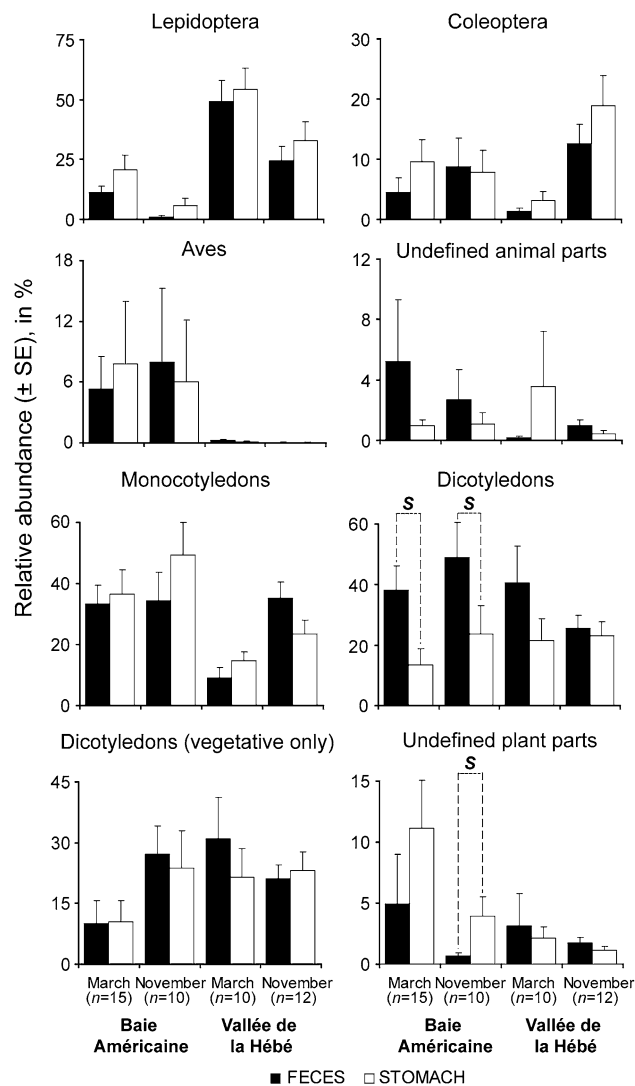 Lepidoptera
Coleoptera
75
50
25
0
30
20
10
0
Aves
Undefined animal parts
18
12
6
0
12
8
4
0
Relative abundance (± SE), in %
Monocotyledons
Dicotyledons
60
40
20
0
60
40
20
0
S
S
Dicotyledons (vegetative only)
Undefined plant parts
45
30
15
0
15
10
5
0
S
March November March November
(n=15) (n=10) (n=10) (n=12)
Baie Américaine
Vallée de la Hébé
March November March November
(n=15) (n=10) (n=10) (n=12)
Baie Américaine
Vallée de la Hébé
FECES STOMACH